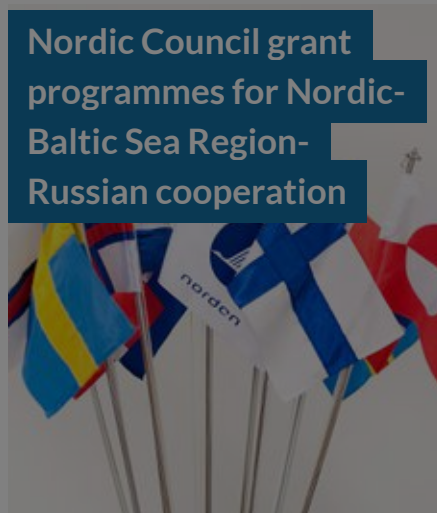 Nordic Council grant
programmes for Nordic-
Baltic Sea Region-
Russian cooperation
norden